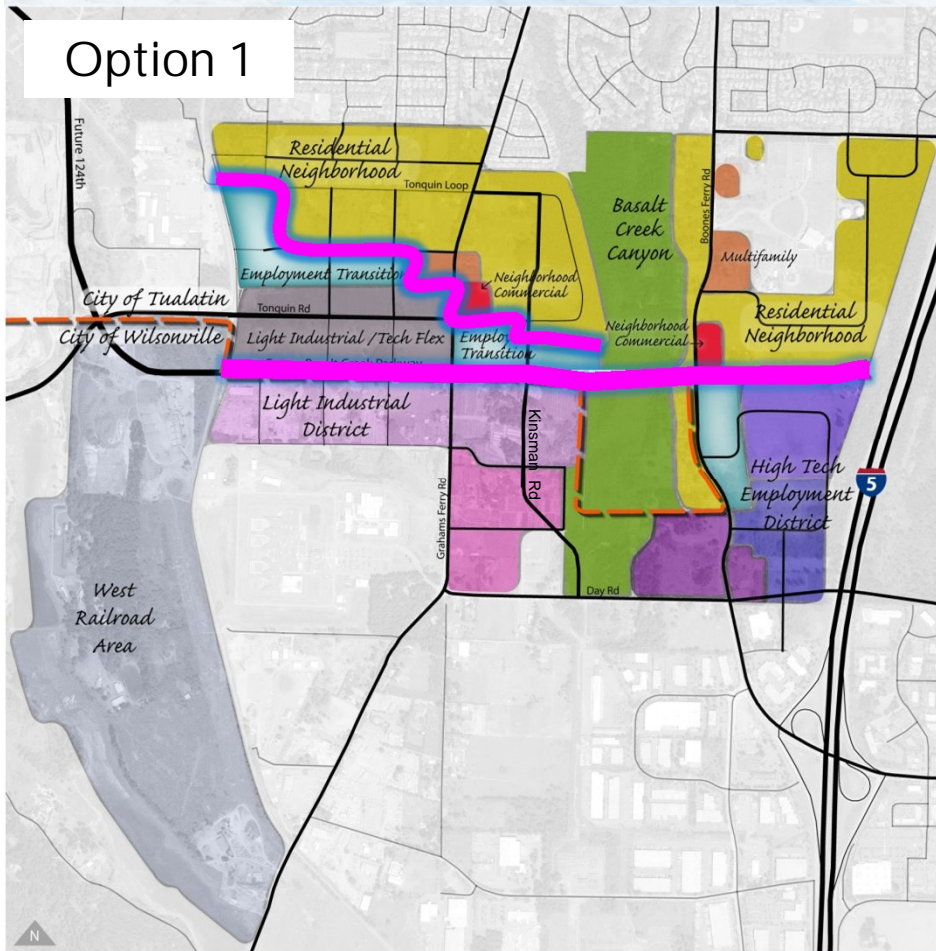 Option 1
Future 124th
Residential
Neighborhood
Tonquin Loop
Basalt
Creek
Canyon
Boones Ferry Rd
Multifamily
Employment Transition
Neighborhood
Commercial
City of Tualatin
City of Wilsonville
Tonquin Rd
Light Industrial /Tech Flex
Emplo
Transition
Neighborhood
Commercial
Residential
Neighborhood
Light Industrial
District
Kinsman Rd
Grahams Ferry Rd
High Tech
Employment
District
5
West
Railroad
Area
Day Rd
N